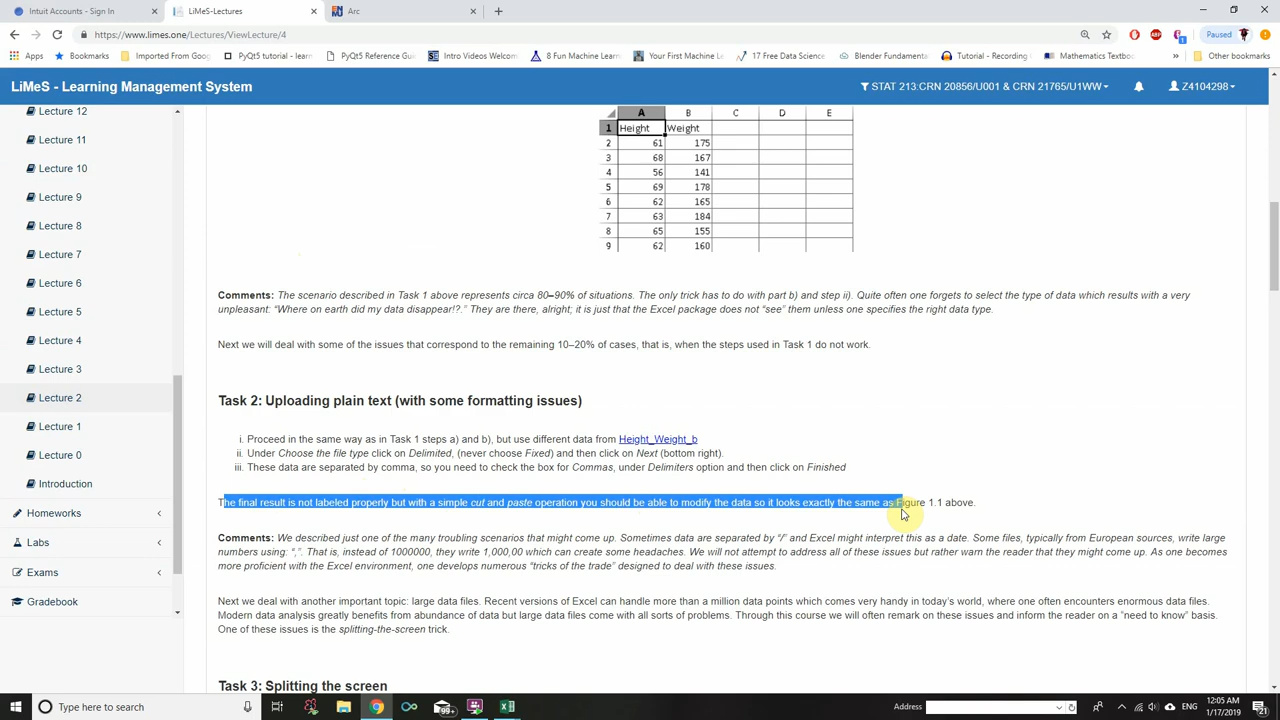 Intuit Accounts - Sign In
LiMeS-Lectures
Arc
https://www.limes.one/Lectures/ViewLecture/4
Paused
Apps
Bookmarks
Imported From Goog
PyQt5 tutorial - learn
PyQt5 Reference Gui
Intro Videos Welcom
8 Fun Machine Learn
Your First Machine Le
17 Free Data Science
Blender Fundamenta
Tutorial - Recording
Mathematics Textbo
Other bookmarks
LiMeS - Learning Management System
STAT 213:CRN 20856/U001 & CRN 21765/U1WW
Z4104298
Lecture 12
Lecture 11
Lecture 10
Lecture 9
Lecture 8
Lecture 7
Lecture 6
Lecture 5
Lecture 4
Lecture 3
Lecture 2
Lecture 1
Lecture 0
Introduction
Homeworks
Labs
Exams
Gradebook
A B C D E
1 Height Weight
2 61 175
3 68 167
4 56 141
5 69 178
6 62 165
7 63 184
8 65 155
9 62 160
Comments: The scenario described in Task 1 above represents circa 80–90% of situations. The only trick has to do with part b) and step ii). Quite often one forgets to select the type of data which results with a very
unpleasant: “Where on earth did my data disappear!?.” They are there, alright; it is just that the Excel package does not “see” them unless one specifies the right data type.
Next we will deal with some of the issues that correspond to the remaining 10–20% of cases, that is, when the steps used in Task 1 do not work.
Task 2: Uploading plain text (with some formatting issues)
i. Proceed in the same way as in Task 1 steps a) and b), but use different data from Height_Weight_b
ii. Under Choose the file type click on Delimited, (never choose Fixed) and then click on Next (bottom right).
iii. These data are separated by comma, so you need to check the box for Commas, under Delimiters option and then click on Finished
The final result is not labeled properly but with a simple cut and paste operation you should be able to modify the data so it looks exactly the same as Figure 1.1 above.
Comments: We described just one of the many troubling scenarios that might come up. Sometimes data are separated by “/” and Excel might interpret this as a date. Some files, typically from European sources, write large
numbers using: “,”. That is, instead of 1000000, they write 1,000,00 which can create some headaches. We will not attempt to address all of these issues but rather warn the reader that they might come up. As one becomes
more proficient with the Excel environment, one develops numerous “tricks of the trade” designed to deal with these issues.
Next we deal with another important topic: large data files. Recent versions of Excel can handle more than a million data points which comes very handy in today’s world, where one often encounters enormous data files.
Modern data analysis greatly benefits from abundance of data but large data files come with all sorts of problems. Through this course we will often remark on these issues and inform the reader on a “need to know” basis.
One of these issues is the splitting-the-screen trick.
Task 3: Splitting the screen
Type here to search
99+
Address
12:05 AM
1/17/2019
21